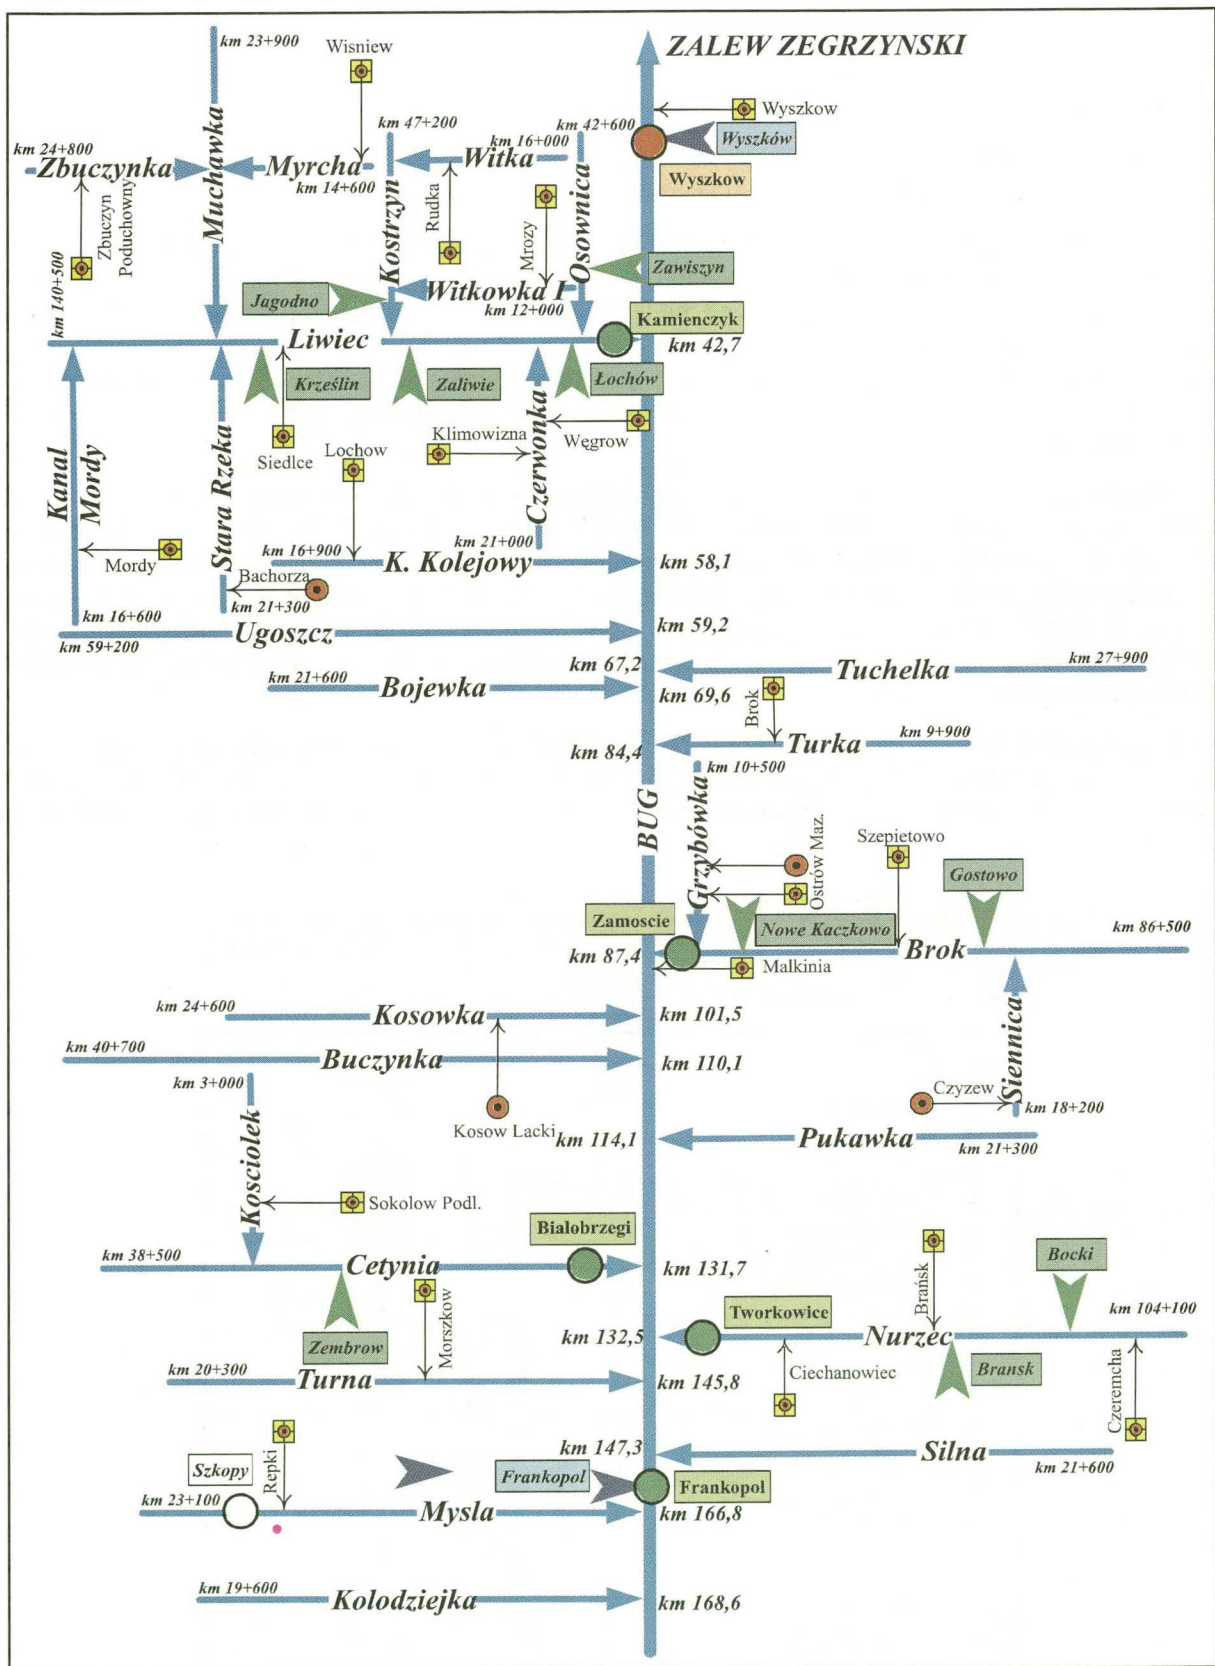 km 23+900
Wisniew
ZALEW ZEGRZYNSKI
Wyszkow
km 47+200
km 42+600
Wyszków
km 24+800
km 16+000
Zbuczynka
Muchawka
Myrcha
Witka
km 14+600
Wyszkow
Zbuczyn
Poduchowny
Kostrzyn
Rudka
Mrozy
Osownica
Zawiszyn
km 140+500
Jagodno
Witkowka I
km 12+000
Kamienczyk
Liwiec
km 42,7
Krześlin
Zaliwie
Łochów
Klimowizna
Węgrow
Siedlce
Lochow
Czerwonka
Kanal
Mordy
Stara Rzeka
km 21+000
km 16+900
K. Kolejowy
km 58,1
Mordy
Bachorza
km 16+600
km 21+300
Ugoszcz
km 59,2
km 59+200
km 67,2
Tuchelka
km 27+900
km 21+600
Bojewka
km 69,6
Brok
km 84,4
Turka
km 9+900
km 10+500
BUG
Grzybówka
Ostrów Maz.
Szepietowo
Gostowo
Zamoscie
Nowe Kaczkowo
km 86+500
km 87,4
Brok
Małkinia
km 24+600
Kosowka
km 101,5
Siennica
km 40+700
Buczynka
km 110,1
km 3+000
Czyzew
km 18+200
Kosow Lacki
km 114,1
Pukawka
km 21+300
Kosciolek
Sokolow Podl.
Bialobrzegi
km 38+500
Cetynia
km 131,7
Brańsk
Bocki
Tworkowice
km 104+100
Zembrow
Morszkow
km 132,5
Nurzec
km 20+300
Turna
km 145,8
Ciechanowiec
Bransk
Czeremcha
km 147,3
Silna
km 21+600
Szkopy
Repki
Frankopol
Frankopol
km 23+100
Mysla
km 166,8
km 19+600
Kolodziejka
km 168,6